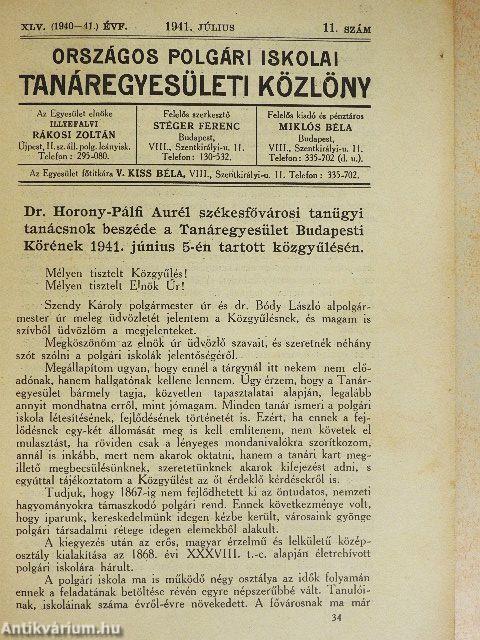 XLV. (1940—41.) ÉVF.
1941. JÚLIUS
11. SZÁM
ORSZÁGOS POLGÁRI ISKOLAI
TANÁREGYESÜLETI KÖZLÖNY
Az Egyesület elnöke
ILLYEFALVI
RÁKOSI ZOLTÁN
Újpest, II. sz. áll. polg. leányisk.
Telefon: 295-080.
Felelős szerkesztő
STÉGER FERENC
Budapest,
VIII., Szentkirályi-u. 11.
Telefon: 130-532.
Felelős kiadó és pénztáros
MIKLÓS BÉLA
Budapest,
VIII., Szentkirályi-u. 11.
Telefon: 335-702 (d. u.).
Az Egyesület főtitkára V. KISS BÉLA, VIII., Szentkirályi-u. 11. Telefon: 335-702.
Dr. Horony-Pálfi Aurél székesfővárosi tanügyi
tanácsnok beszéde a Tanáregyesület Budapesti
Körének 1941. június 5-én tartott közgyűlésén.
Mélyen tisztelt Közgyűlés!
Mélyen tisztelt Elnök Úr!
Szendy Károly polgármester úr és dr. Bódy László alpolgár-
mester úr meleg üdvözletét jelentem a Közgyűlésnek, és magam is
szívből üdvözlöm a megjelenteket.
Megköszönöm az elnök úr üdvözlő szavait, és szeretnék néhány
szót szólni a polgári iskolák jelentőségéről.
Megállapítom ugyan, hogy ennél a tárgynál itt nekem nem elő-
adónak, hanem hallgatónak kellene lennem. Úgy érzem, hogy a Tanár-
egyesület bármely tagja, közvetlen tapasztalatai alapján, legalább
annyit mondhatna erről, mint jómagam. Minden tanár ismeri a polgári
iskola létesítésének, fejlődésének történetét is. Ezért, ha ennek a fej-
lődésnek egy-két állomását meg is kell említenem, nem követek el
mulasztást, ha röviden csak a lényeges mondanivalókra szorítkozom,
annál is inkább, mert nem akarok oktatni, hanem a tanári kart meg-
illető megbecsülésünknek, szeretetünknek akarok kifejezést adni, s
egyúttal tájékoztatom a Közgyűlést az őt érdeklő kérdésekről is.
Tudjuk, hogy 1867-ig nem fejlődhetett ki az öntudatos, nemzeti
hagyományokra támaszkodó polgári rend. Ennek következménye volt,
hogy iparunk, kereskedelmünk idegen kézbe került, városaink gyönge
polgári társadalmi rétege idegen elemekből alakult.
A kiegyezés után az erős, magyar érzelmű és lelkületű közép-
osztály kialakítása az 1868. évi XXXVIII. t.-c. alapján életrehívott
polgári iskolára hárult.
A polgári iskola ma is működő négy osztálya az idők folyamán
ennek a feladatának betöltése révén egyre népszerűbbé vált. Tanulói-
nak, iskoláinak száma évről-évre növekedett. A fővárosnak ma már
34
Antikvárium.hu